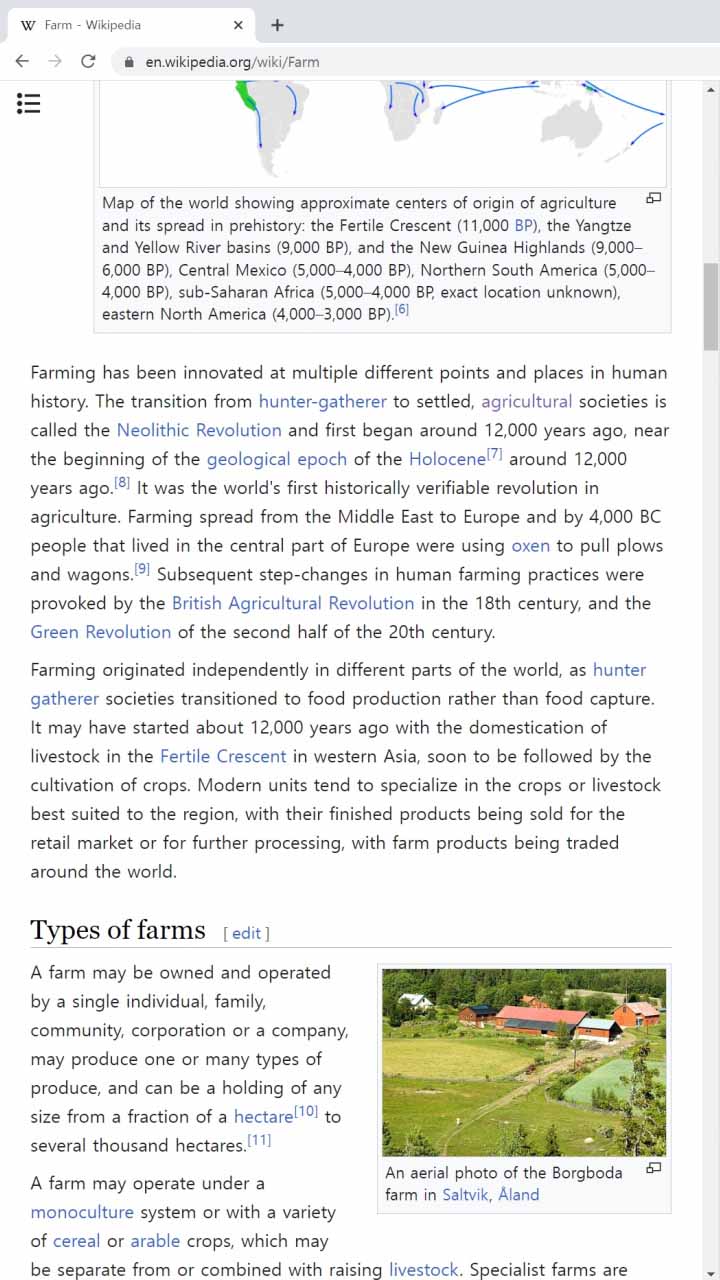 W Farm - Wikipedia
en.wikipedia.org/wiki/Farm
Map of the world showing approximate centers of origin of agriculture
and its spread in prehistory: the Fertile Crescent (11,000 BP), the Yangtze
and Yellow River basins (9,000 BP), and the New Guinea Highlands (9,000–
6,000 BP), Central Mexico (5,000–4,000 BP), Northern South America (5,000–
4,000 BP), sub-Saharan Africa (5,000–4,000 BP, exact location unknown),
eastern North America (4,000–3,000 BP).[6]
Farming has been innovated at multiple different points and places in human
history. The transition from hunter-gatherer to settled, agricultural societies is
called the Neolithic Revolution and first began around 12,000 years ago, near
the beginning of the geological epoch of the Holocene[7] around 12,000
years ago.[8] It was the world's first historically verifiable revolution in
agriculture. Farming spread from the Middle East to Europe and by 4,000 BC
people that lived in the central part of Europe were using oxen to pull plows
and wagons.[9] Subsequent step-changes in human farming practices were
provoked by the British Agricultural Revolution in the 18th century, and the
Green Revolution of the second half of the 20th century.
Farming originated independently in different parts of the world, as hunter
gatherer societies transitioned to food production rather than food capture.
It may have started about 12,000 years ago with the domestication of
livestock in the Fertile Crescent in western Asia, soon to be followed by the
cultivation of crops. Modern units tend to specialize in the crops or livestock
best suited to the region, with their finished products being sold for the
retail market or for further processing, with farm products being traded
around the world.
Types of farms [ edit ]
A farm may be owned and operated
by a single individual, family,
community, corporation or a company,
may produce one or many types of
produce, and can be a holding of any
size from a fraction of a hectare[10] to
several thousand hectares.[11]
An aerial photo of the Borgboda
farm in Saltvik, Åland
A farm may operate under a
monoculture system or with a variety
of cereal or arable crops, which may
be separate from or combined with raising livestock. Specialist farms are